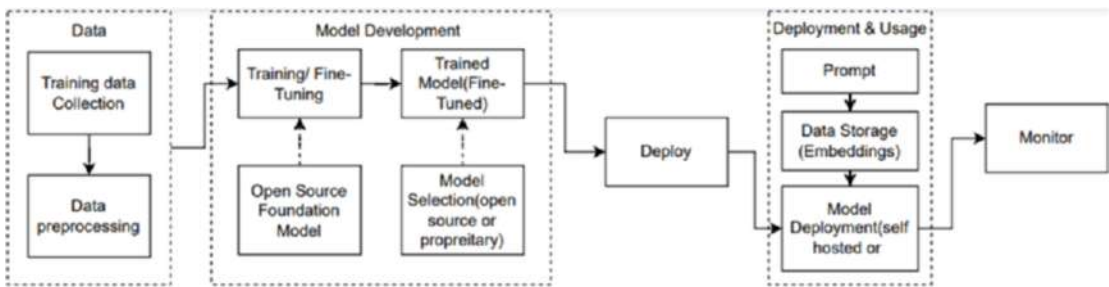 Data
Training data
Collection
Data
preprocessing
Model Development
Training/ Fine-
Tuning
Trained
Model(Fine-
Tuned)
Open Source
Foundation
Model
Model
Selection(open
source or
propreitary)
Deploy
Deployment & Usage
Prompt
Data Storage
(Embeddings)
Model
Deployment(self
hosted or
Monitor